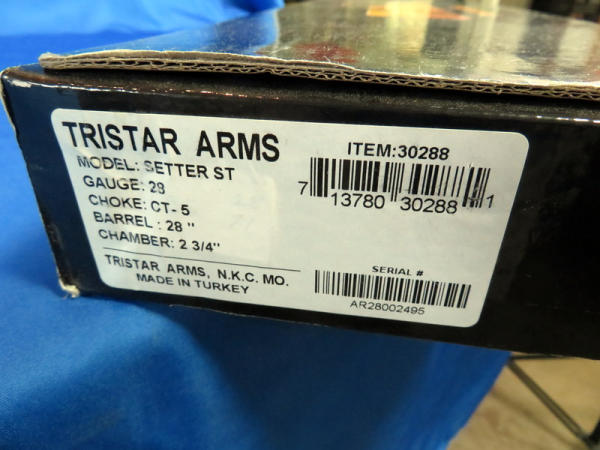 TRISTAR ARMS
MODEL: SETTER ST
GAUGE: 28
CHOKE: CT- 5
BARREL : 28 "
CHAMBER: 2 3/4"
TRISTAR ARMS, N.K.C. MO.
MADE IN TURKEY
ITEM:30288
7 13780 30288 1
SERIAL #
AR28002495